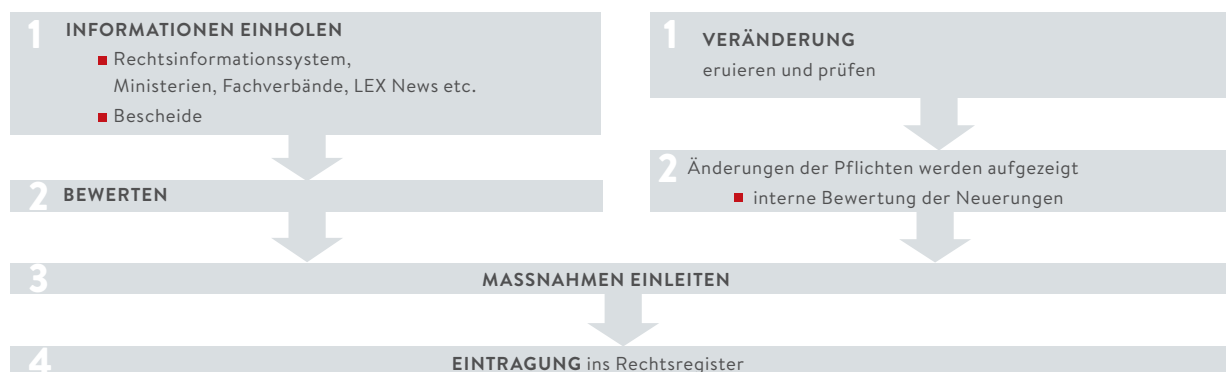 1 INFORMATIONEN EINHOLEN
Rechtsinformationssystem,
Ministerien, Fachverbände, LEX News etc.
Bescheide
2 BEWERTEN
1 VERÄNDERUNG
eruieren und prüfen
2 Änderungen der Pflichten werden aufgezeigt
interne Bewertung der Neuerungen
3 MASSNAHMEN EINLEITEN
4 EINTRAGUNG ins Rechtsregister